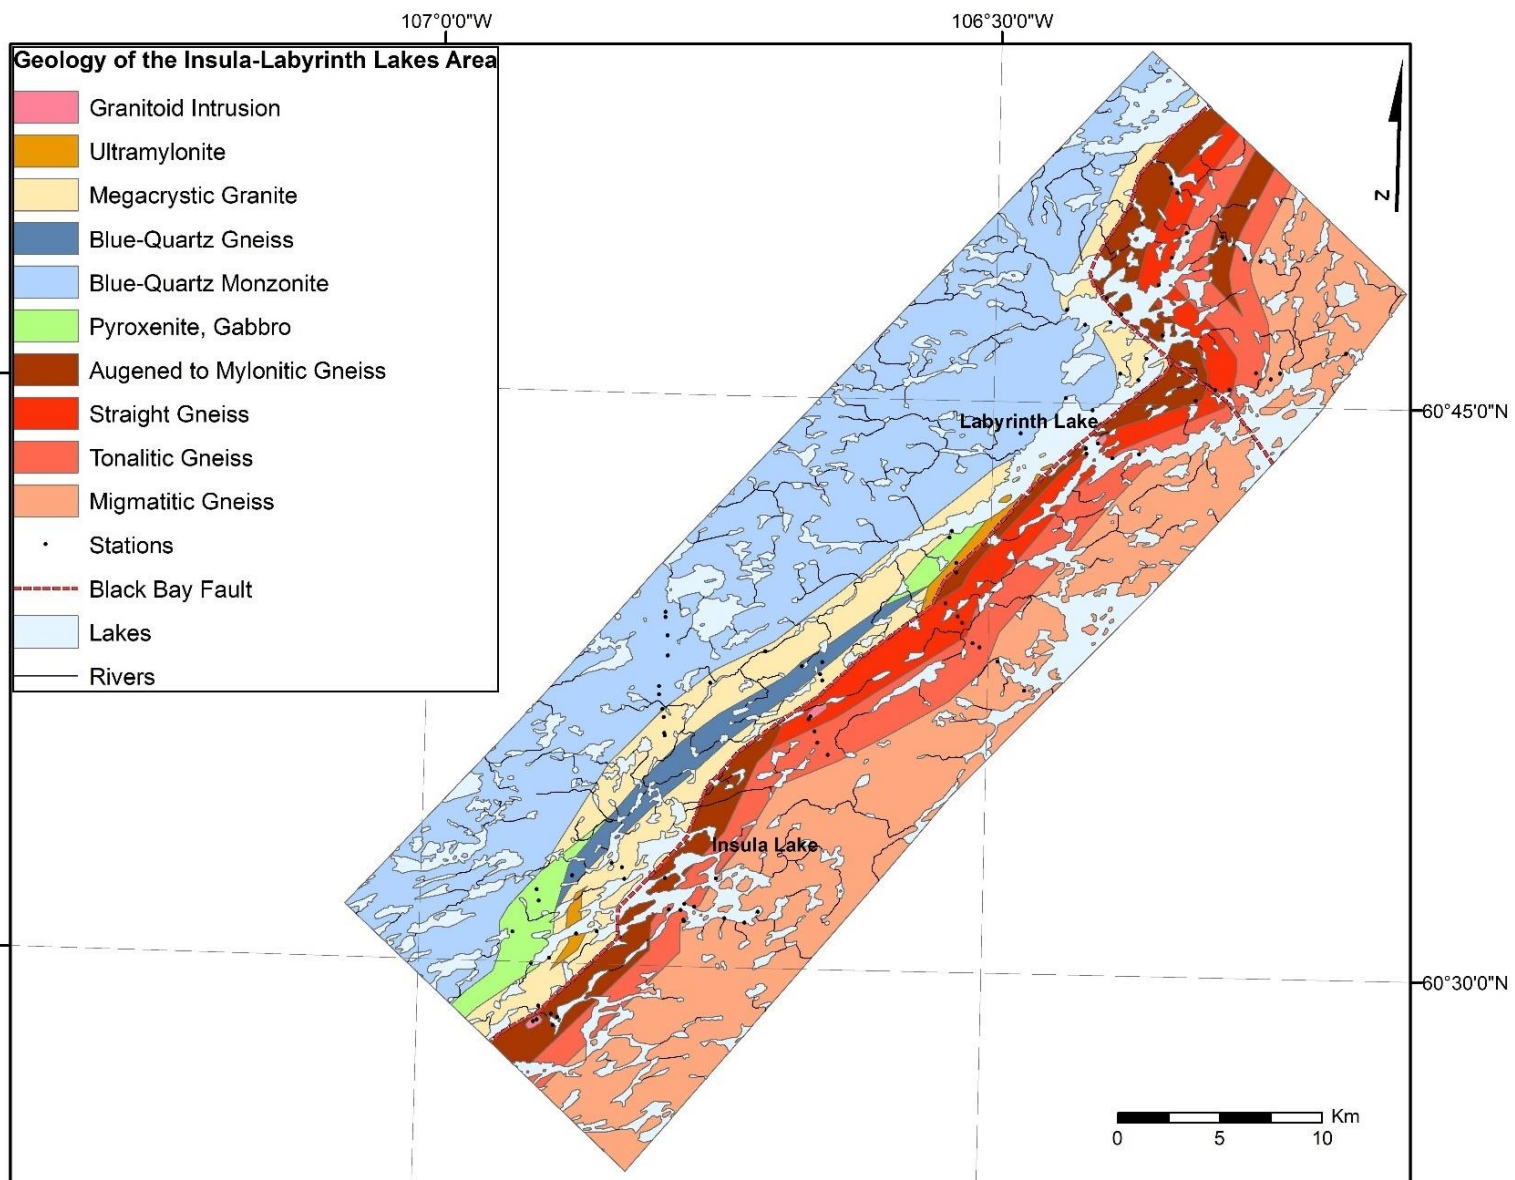 107°0'0"W
106°30'0"W
Geology of the Insula-Labyrinth Lakes Area
Granitoid Intrusion
Ultramylonite
Megacrystic Granite
Blue-Quartz Gneiss
Blue-Quartz Monzonite
Pyroxenite, Gabbro
Augened to Mylonitic Gneiss
Straight Gneiss
Tonalitic Gneiss
Migmatitic Gneiss
Stations
Black Bay Fault
Lakes
Rivers
N
60°45'0"N
Labyrinth Lake
Insula Lake
60°30'0"N
Km
0 5 10